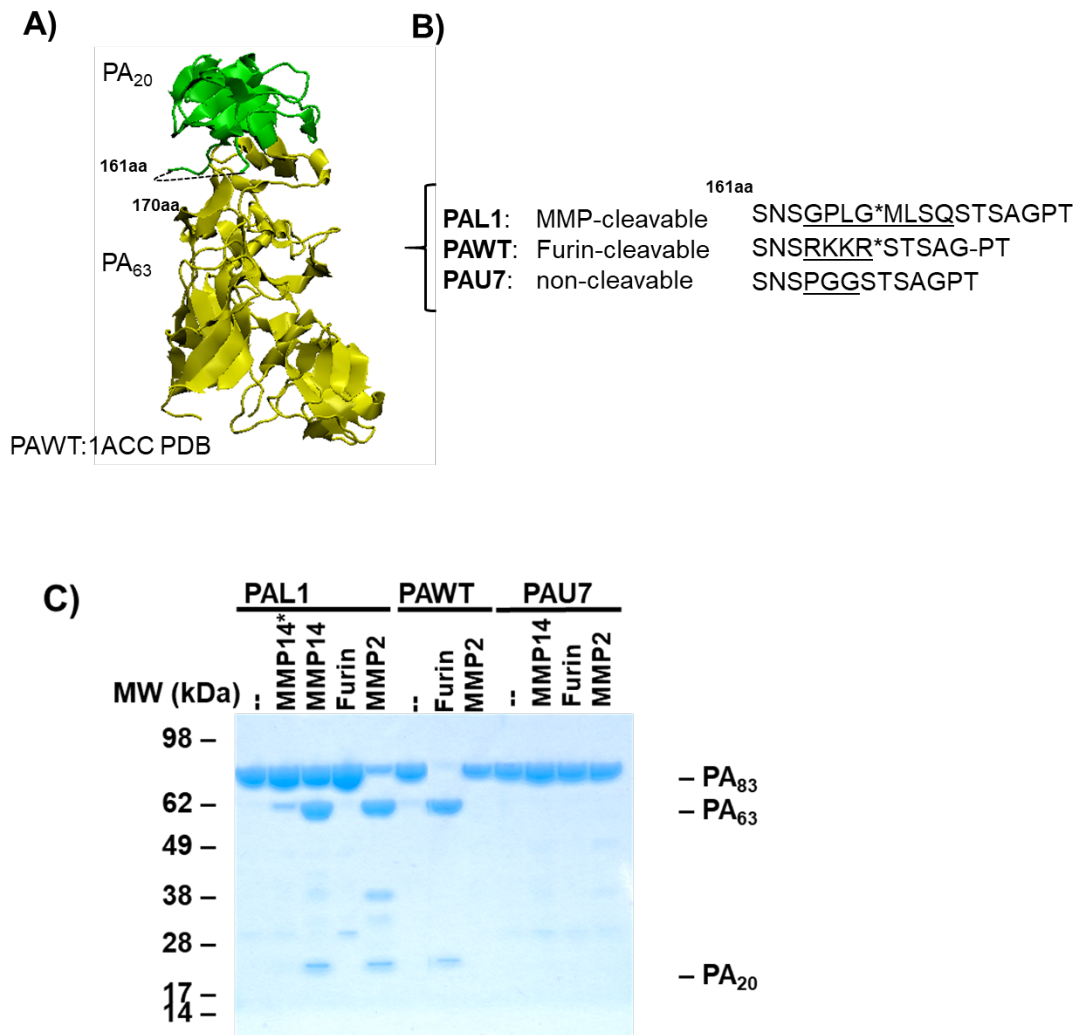 A)
B)
PA20
161aa
170aa
PA63
PAWT:1ACC PDB
161aa
PAL1: MMP-cleavable SNSGPLG*MLSQSTSAGPT
PAWT: Furin-cleavable SNSRKKR*STSAG-PT
PAU7: non-cleavable SNSPGGSTSAGPT
C)
PAL1 PAWT PAU7
MW (kDa) -- MMP14* MMP14 Furin MMP2 -- Furin MMP2 -- MMP14 Furin MMP2
98 –
– PA83
62 –
– PA63
49 –
38 –
28 –
– PA20
17 –
14 –